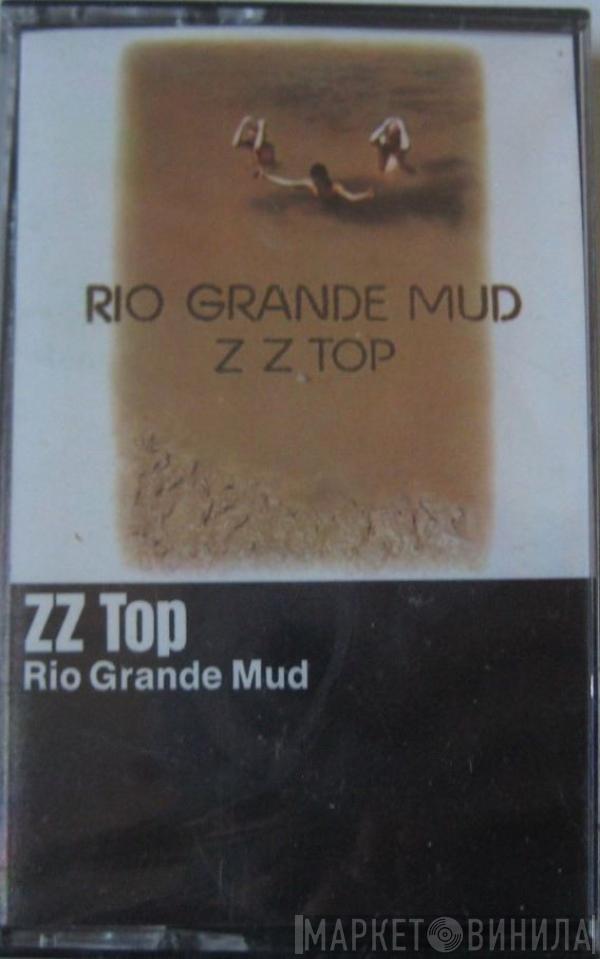 RIO GRANDE MUD
Z Z TOP
ZZ Top
Rio Grande Mud
МАРКЕТ ВИНИЛА